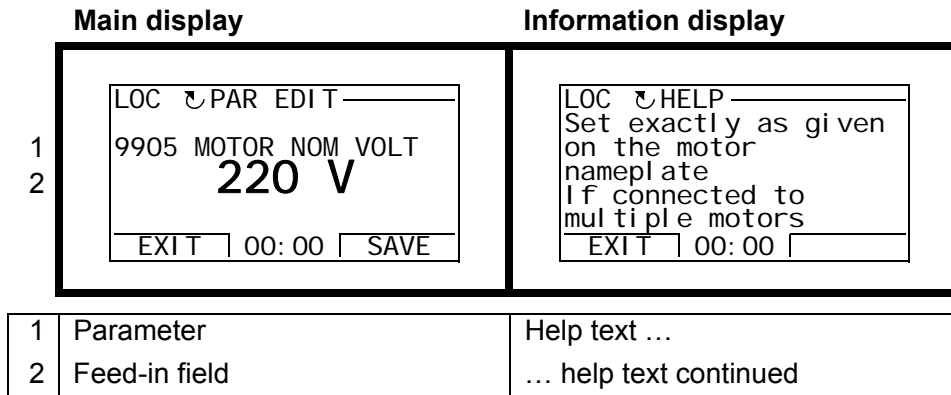 Main display Information display
LOC ↻PAR EDIT
9905 MOTOR NOM VOLT
220 V
EXIT 00:00 SAVE
1
2
LOC ↻HELP
Set exactly as given
on the motor
nameplate
If connected to
multiple motors
EXIT 00:00
1 Parameter Help text …
2 Feed-in field … help text continued